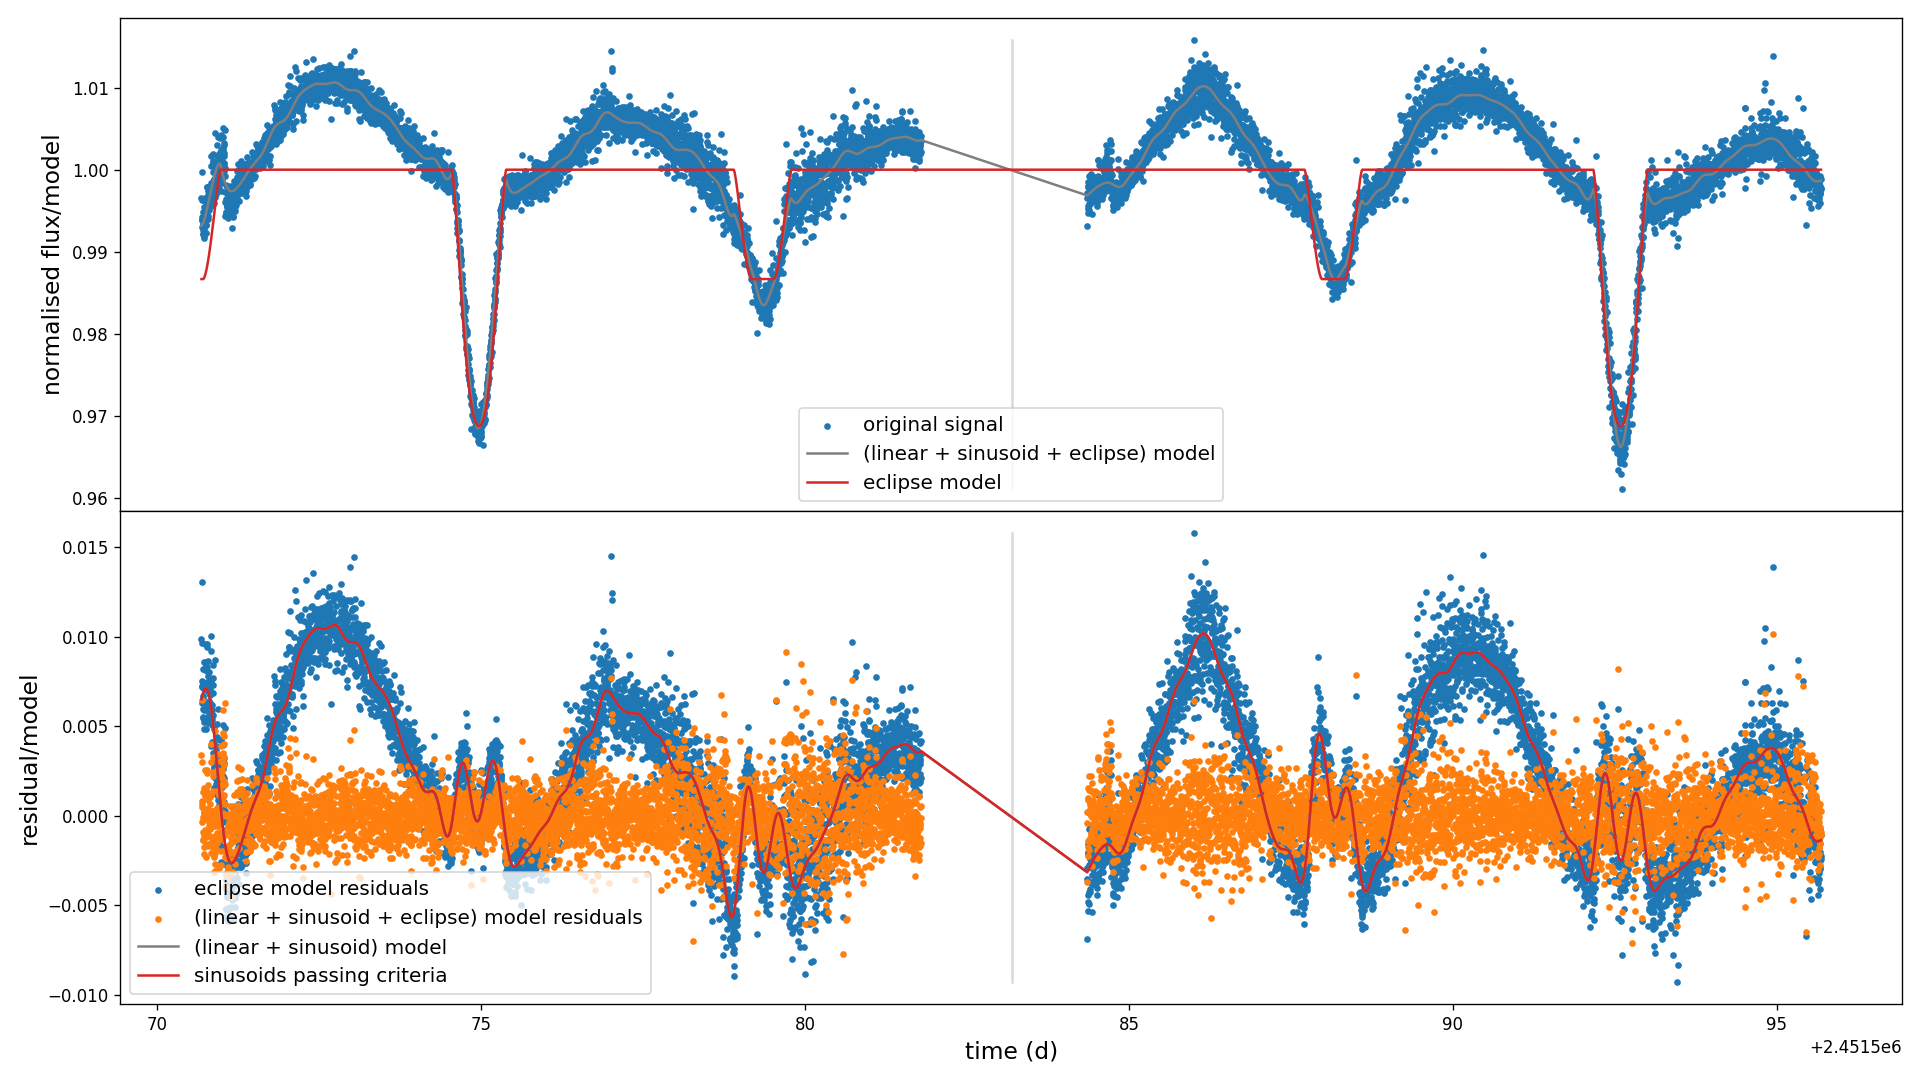 normalised flux/model
1.01
1.00
0.99
0.98
0.97
0.96
original signal
(linear + sinusoid + eclipse) model
eclipse model
residual/model
0.015
0.010
0.005
0.000
−0.005
−0.010
eclipse model residuals
(linear + sinusoid + eclipse) model residuals
(linear + sinusoid) model
sinusoids passing criteria
70 75 80 85 90 95
time (d)
+2.4515e6